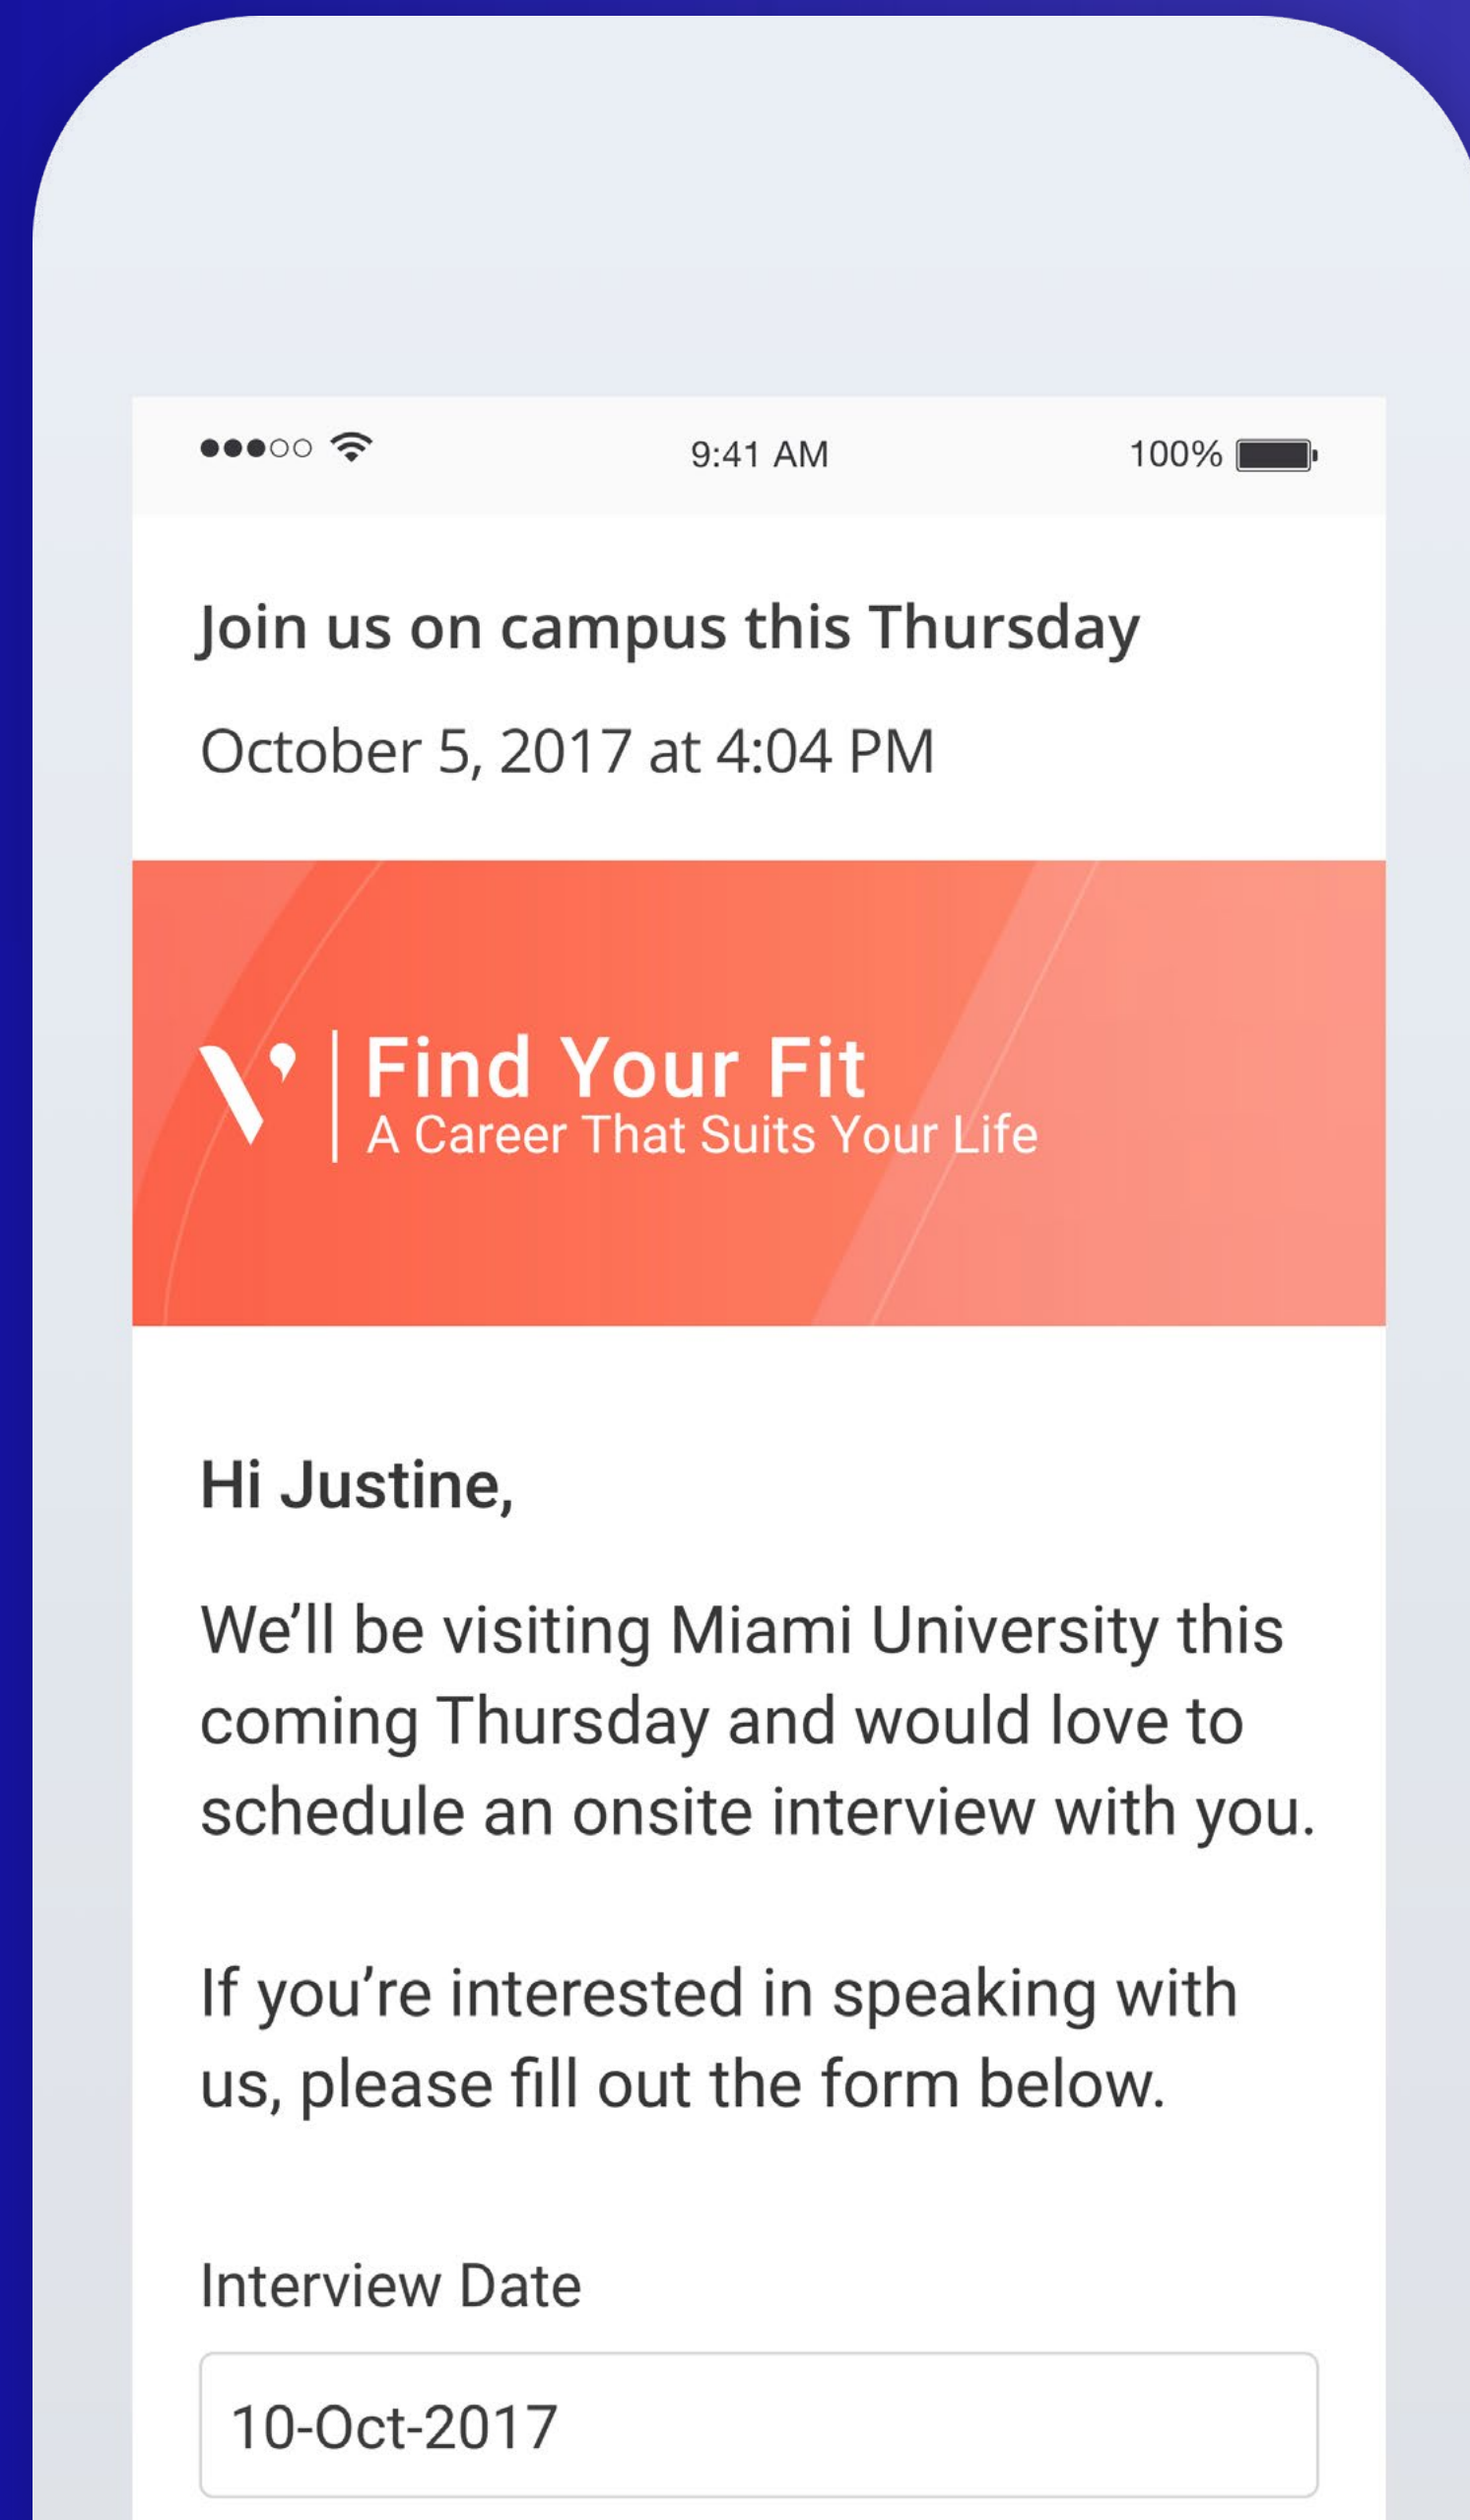 9:41 AM 100%
Join us on campus this Thursday
October 5, 2017 at 4:04 PM
Find Your Fit
A Career That Suits Your Life
Hi Justine,
We’ll be visiting Miami University this
coming Thursday and would love to
schedule an onsite interview with you.
If you’re interested in speaking with
us, please fill out the form below.
Interview Date
10-Oct-2017